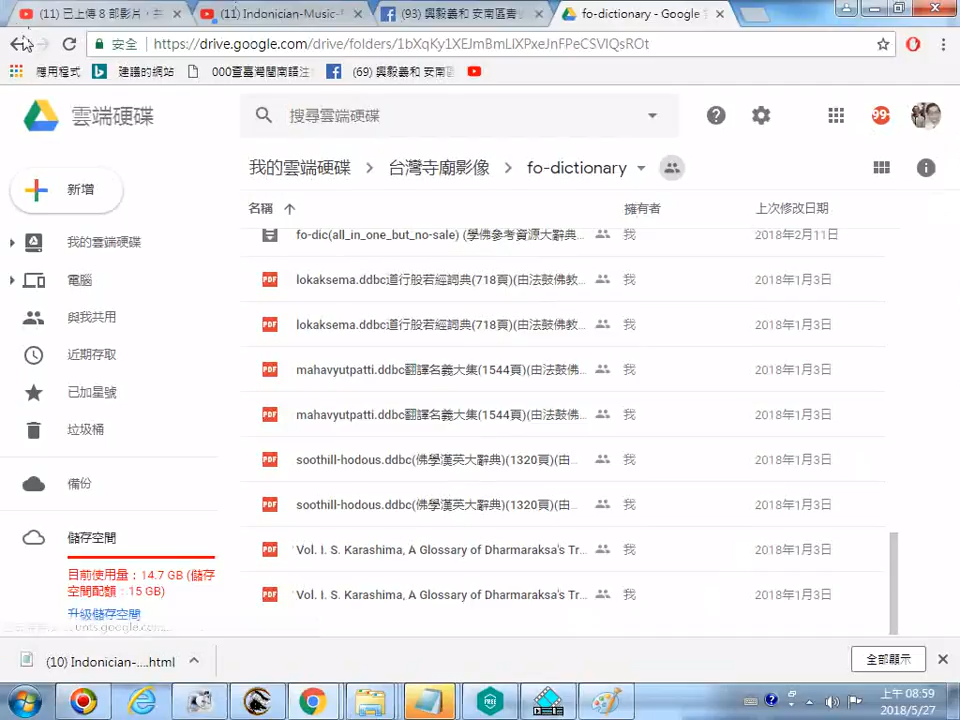 (11) 已上傳 8 部影片
(11) Indonician-Music-
(93) 與毅義和 安南區青
fo-dictionary - Google
安全
https://drive.google.com/drive/folders/1bXqKy1XEJmBmLIXPxeJnFPeCSVIQsROt
應用程式
建議的網站
000查臺灣閩南語注
(69) 與毅義和 安南區
雲端硬碟
搜尋雲端硬碟
99+
新增
我的雲端硬碟 > 台灣寺廟影像 > fo-dictionary
名稱
擁有者
上次修改日期
我的雲端硬碟
電腦
與我共用
近期存取
已加星號
垃圾桶
備份
儲存空間
目前使用量：14.7 GB (儲存
空間配額：15 GB)
升級儲存空間
fo-dic(all_in_one_but_no-sale) (學佛參考資源大辭典... 我 2018年2月11日
PDF lokaksema.ddbc道行般若經詞典(718頁)(由法鼓佛教... 我 2018年1月3日
PDF lokaksema.ddbc道行般若經詞典(718頁)(由法鼓佛教... 我 2018年1月3日
PDF mahavyutpatti.ddbc翻譯名義大集(1544頁)(由法鼓佛... 我 2018年1月3日
PDF mahavyutpatti.ddbc翻譯名義大集(1544頁)(由法鼓佛... 我 2018年1月3日
PDF soothill-hodous.ddbc(佛學漢英大辭典)(1320頁)(由... 我 2018年1月3日
PDF soothill-hodous.ddbc(佛學漢英大辭典)(1320頁)(由... 我 2018年1月3日
PDF Vol. I. S. Karashima, A Glossary of Dharmaraksa's Tr... 我 2018年1月3日
PDF Vol. I. S. Karashima, A Glossary of Dharmaraksa's Tr... 我 2018年1月3日
(10) Indonician-....html
全部顯示
FREE
上午 08:59
2018/5/27